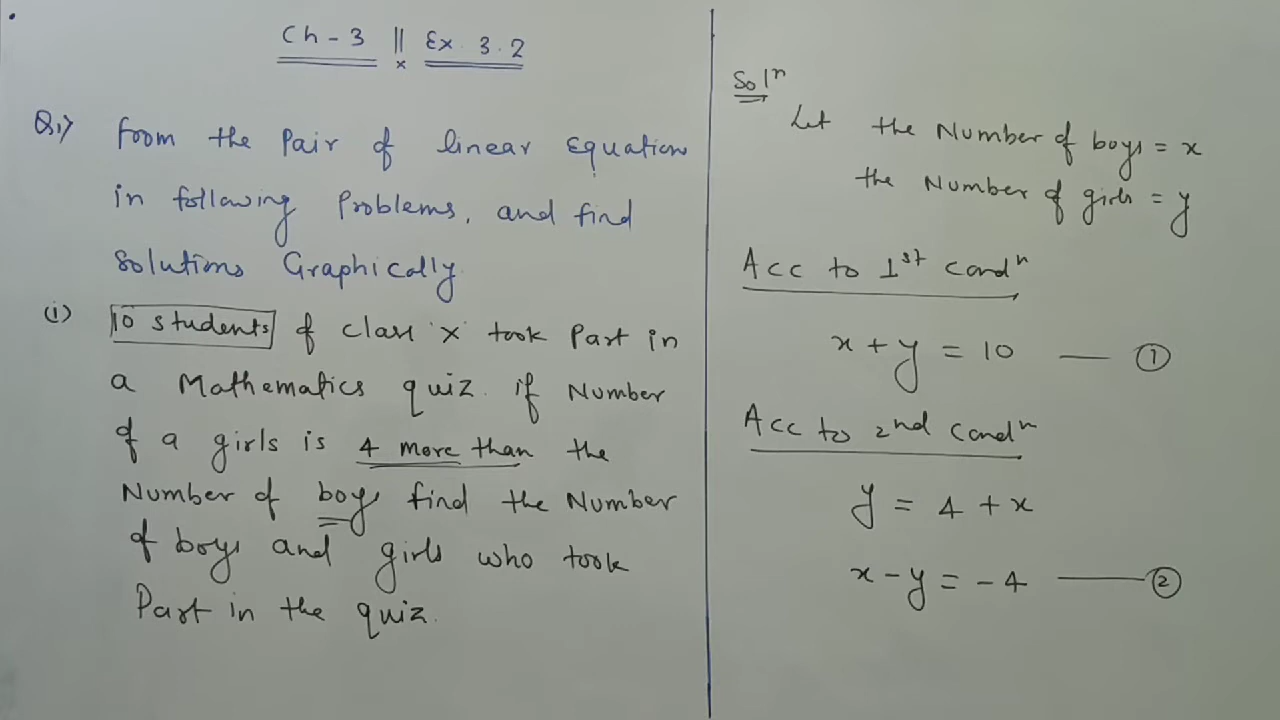 Ch - 3 || Ex. 3.2
x
Q.1) foom the Pair of linear Equation
in following Problems, and find
Solutions Graphically
(i) 10 students of class x took Part in
a Mathematics quiz. if Number
of a girls is 4 more than the
Number of boys find the Number
of boys and girls who took
Part in the quiz.
Solⁿ
Let the Number of boys = x
the Number of girls = y
Acc to 1st condⁿ
x + y = 10 — ①
Acc to 2nd condⁿ
y = 4 + x
x - y = - 4 — ②